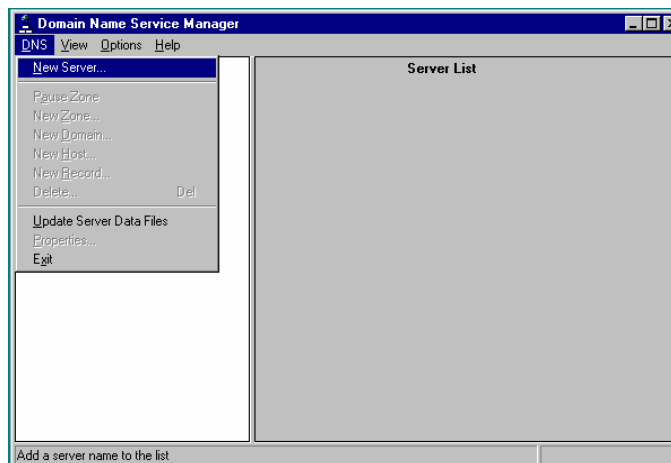 Domain Name Service Manager
DNS View Options Help
New Server...
Server List
Pause Zone
New Zone...
New Domain...
New Host...
New Record...
Delete... Del
Update Server Data Files
Properties...
Exit
Add a server name to the list